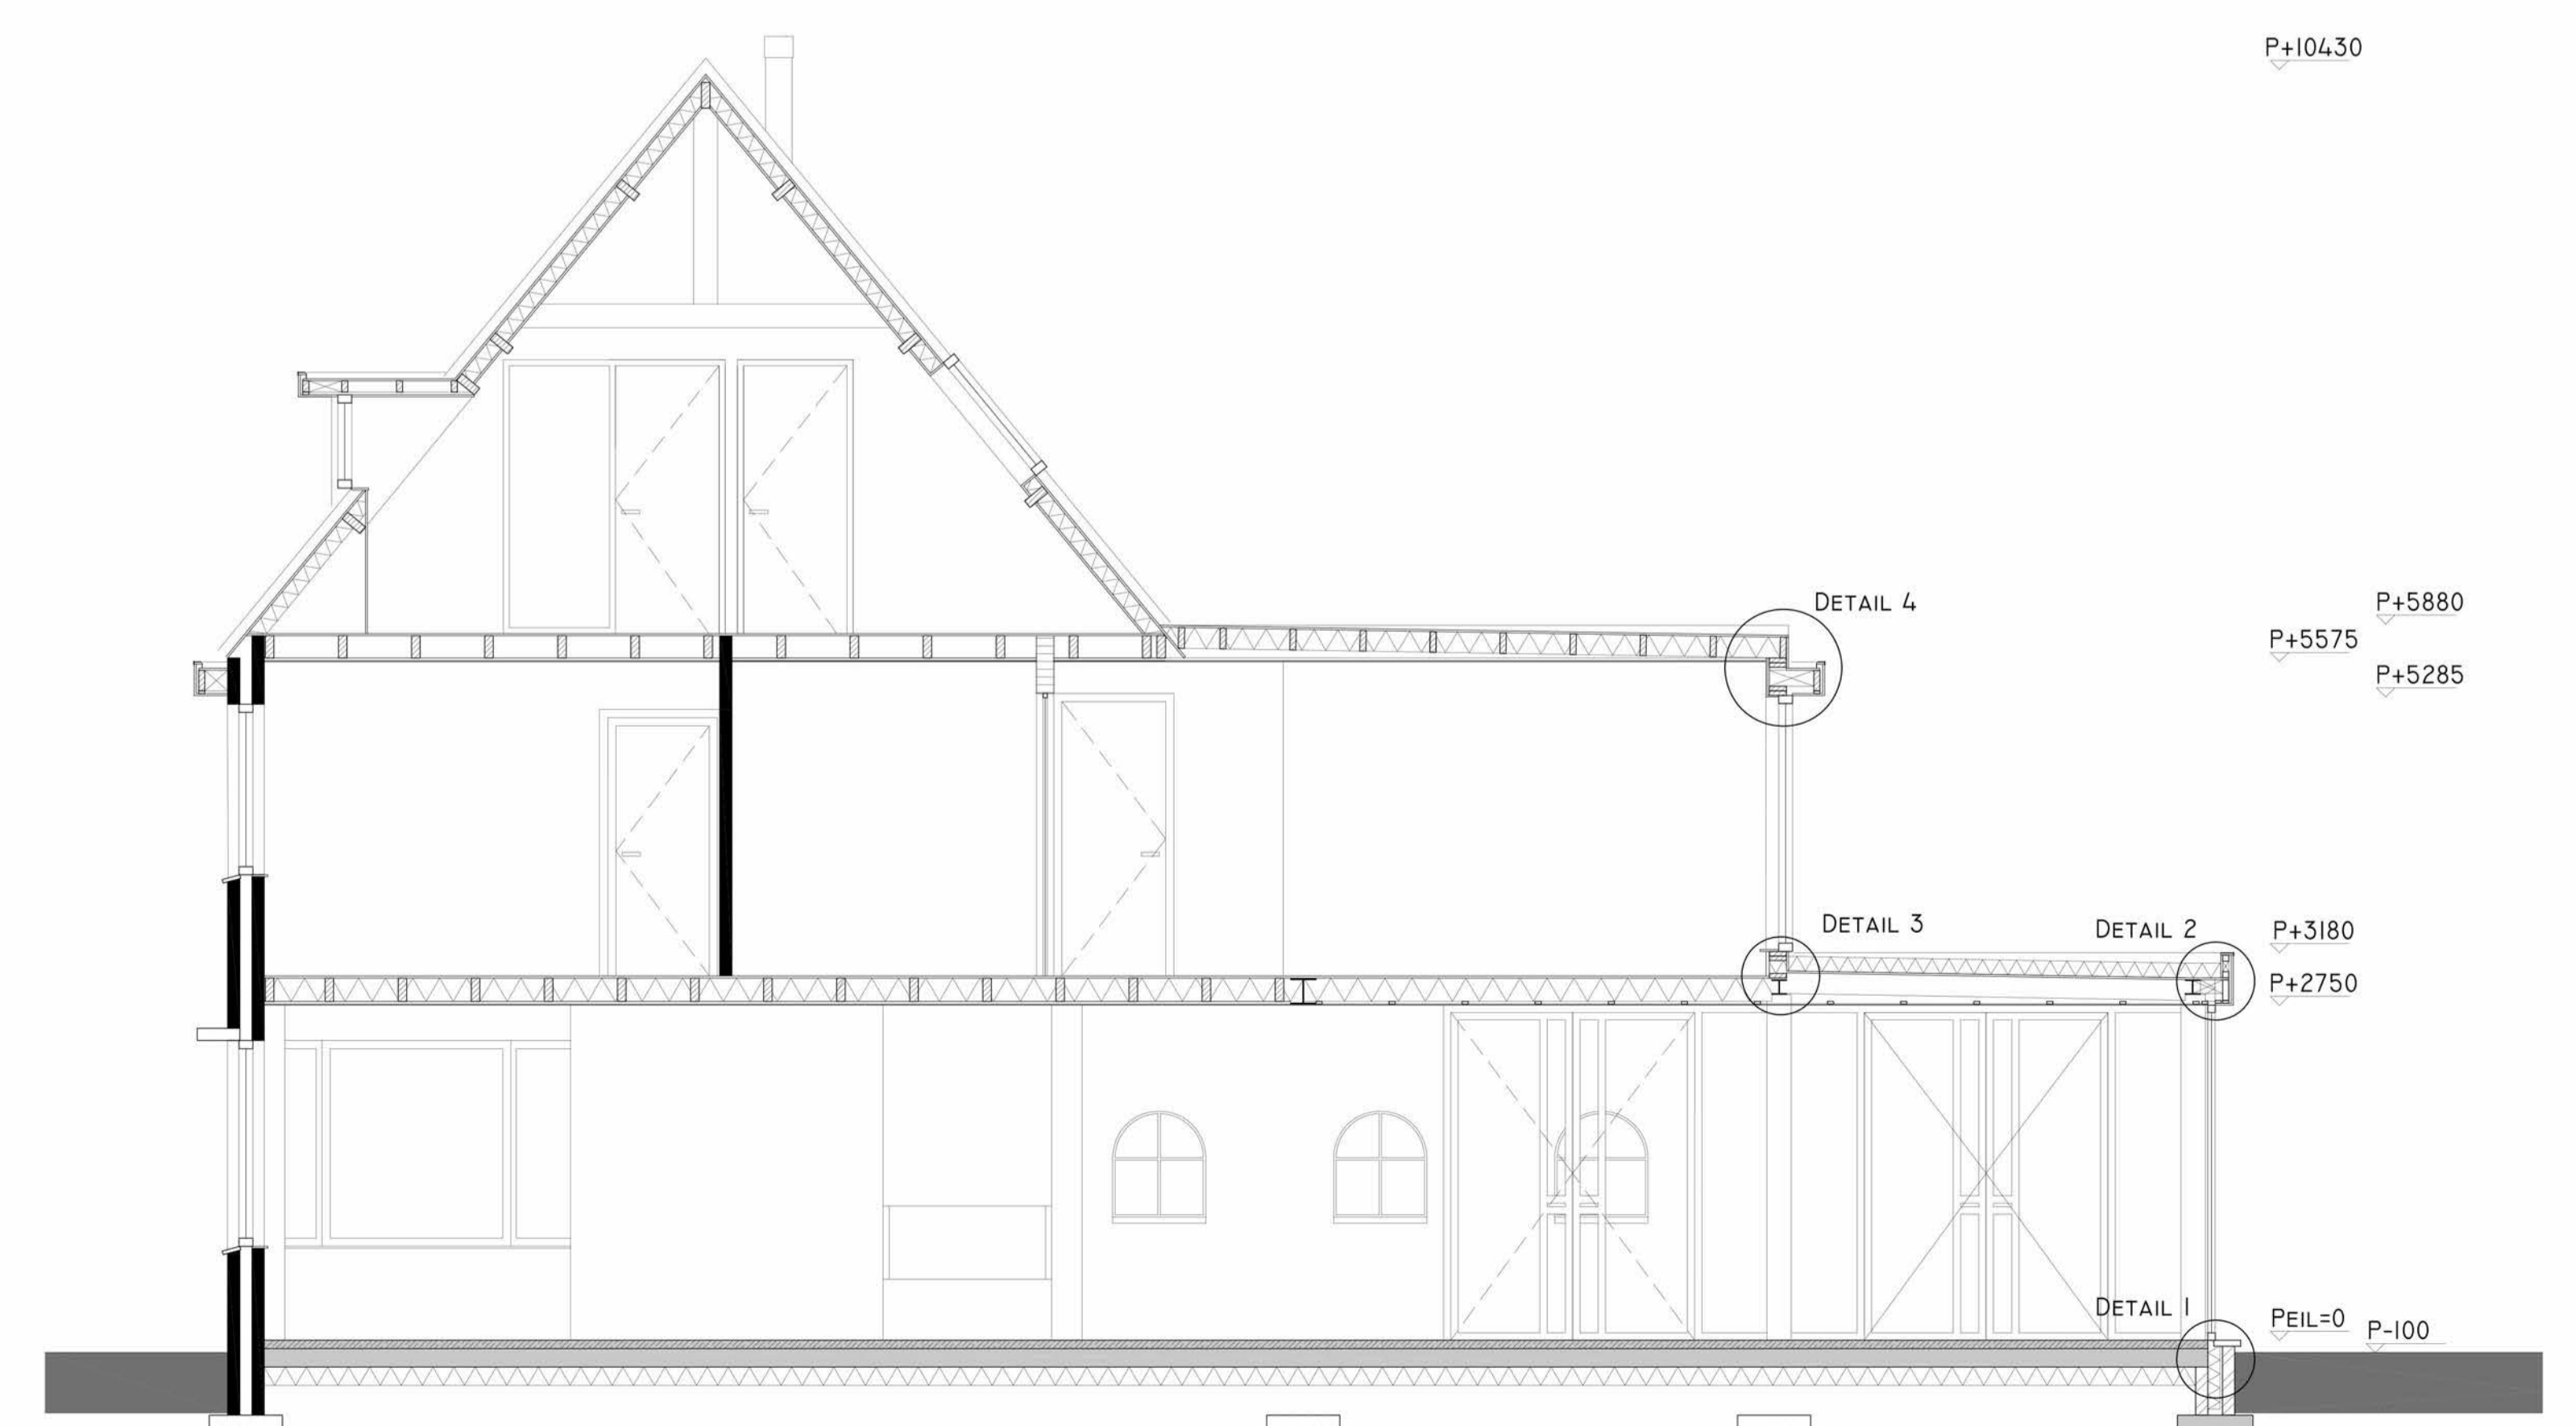 P+10430
DETAIL 4
P+5880
P+5575
P+5285
DETAIL 3
DETAIL 2
P+3180
P+2750
DETAIL 1
PEIL=0
P-100